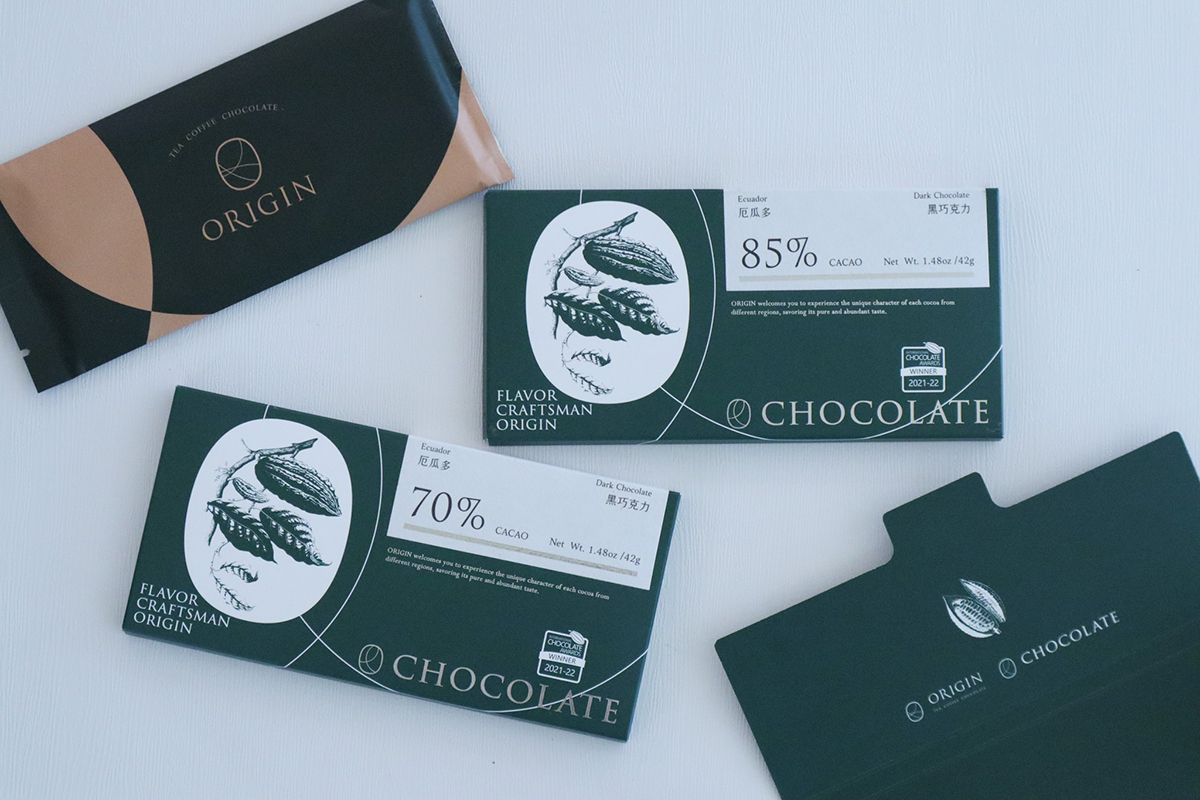 TEA COFFEE CHOCOLATE.
ORIGIN
Ecuador
厄瓜多
Dark Chocolate
黑巧克力
85% CACAO Net Wt. 1.48oz /42g
ORIGIN welcomes you to experience the unique character of each cocoa from
different regions, savoring its pure and abundant taste.
INTERNATIONAL
CHOCOLATE
AWARDS
WINNER
2021-22
FLAVOR
CRAFTSMAN
ORIGIN
CHOCOLATE
Ecuador
厄瓜多
Dark Chocolate
黑巧克力
70% CACAO Net Wt. 1.48oz /42g
ORIGIN welcomes you to experience the unique character of each cocoa from
different regions, savoring its pure and abundant taste.
INTERNATIONAL
CHOCOLATE
AWARDS
WINNER
2021-22
FLAVOR
CRAFTSMAN
ORIGIN
CHOCOLATE
ORIGIN
TEA COFFEE CHOCOLATE
CHOCOLATE